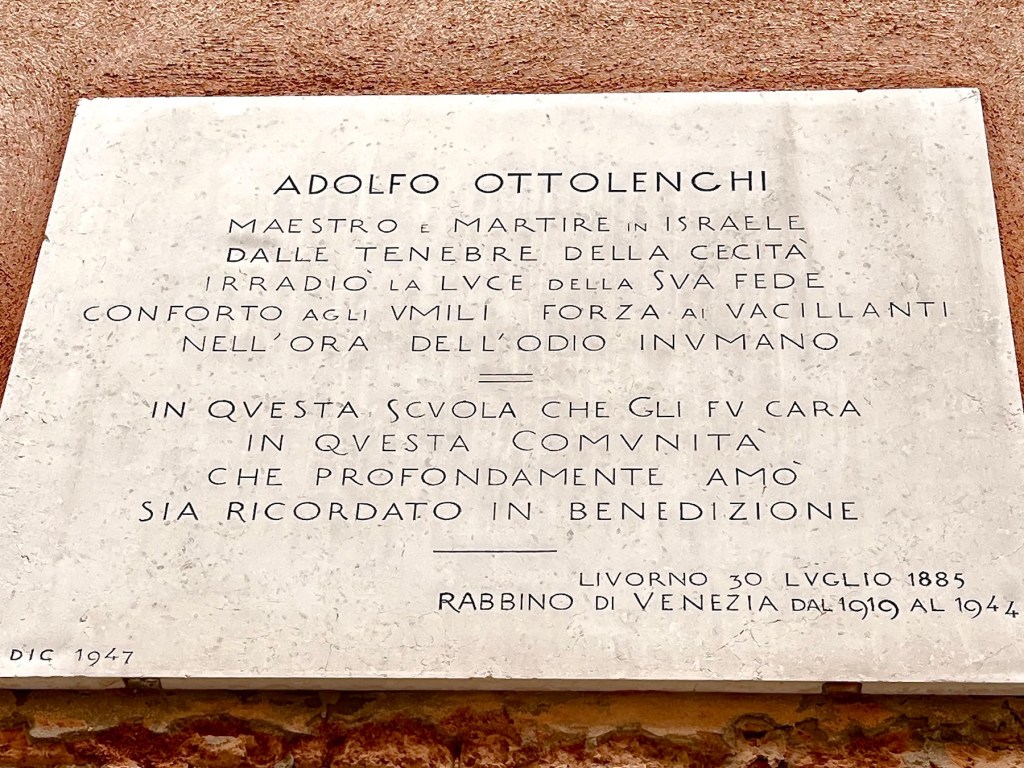 ADOLFO OTTOLENGHI
MAESTRO E MARTIRE IN ISRAELE
DALLE TENEBRE DELLA CECITÀ
IRRADIÒ LA LVCE DELLA SVA FEDE
CONFORTO AGLI VMILI FORZA AI VACILLANTI
NELL'ORA DELL'ODIO INVMANO
IN QVESTA SCVOLA CHE GLI FV CARA
IN QVESTA COMVNITÀ
CHE PROFONDAMENTE AMÒ
SIA RICORDATO IN BENEDIZIONE
LIVORNO 30 LVGLIO 1885
RABBINO DI VENEZIA DAL 1919 AL 1944
DIC 1947